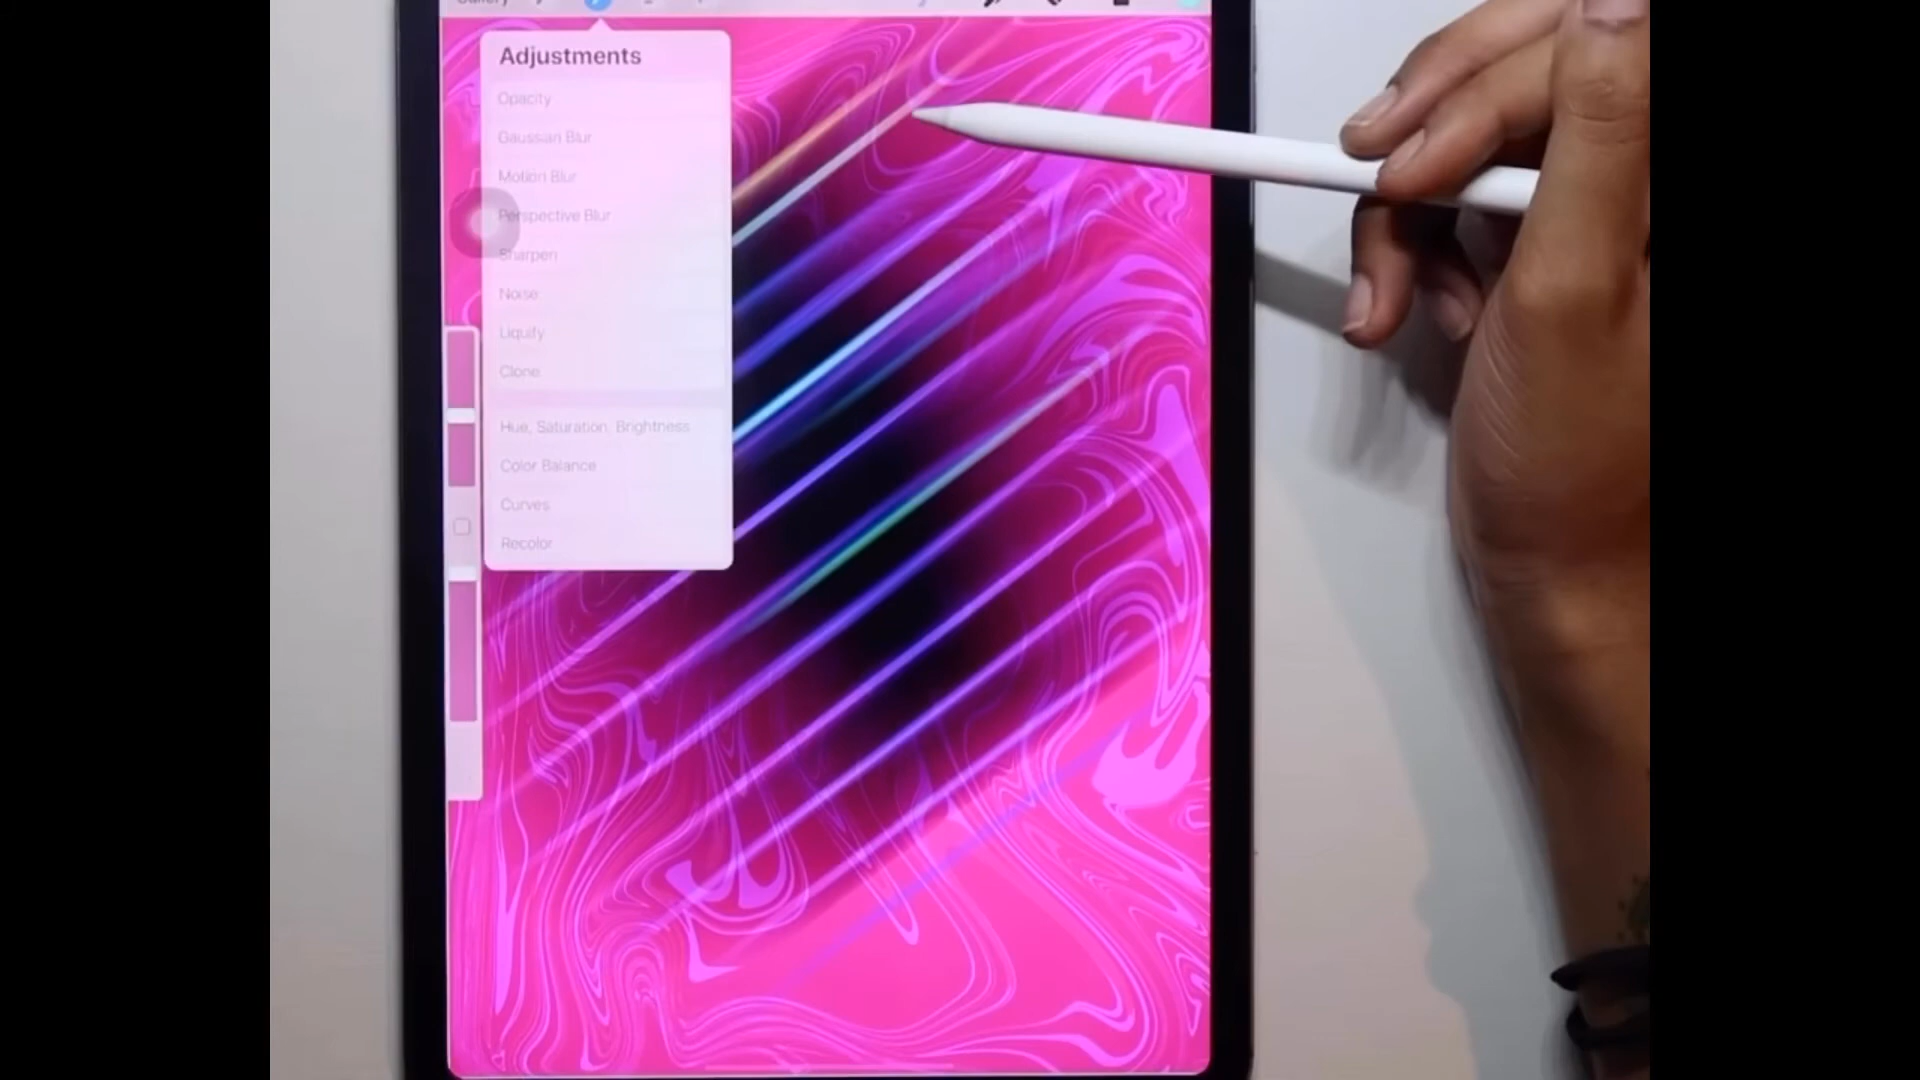 Gallery
Adjustments
Opacity
Gaussian Blur
Motion Blur
Perspective Blur
Sharpen
Noise
Liquify
Clone
Hue, Saturation, Brightness
Color Balance
Curves
Recolor